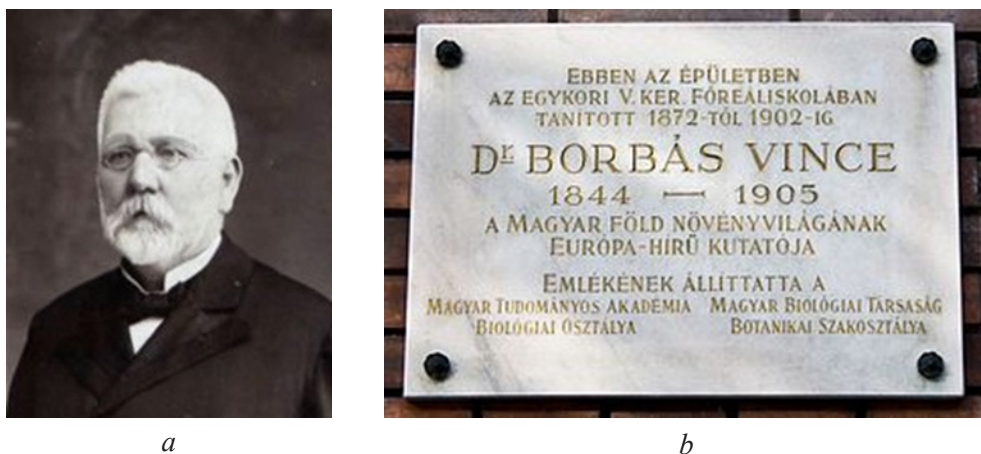 EBBEN AZ ÉPÜLETBEN
AZ EGYKORI V. KER. FŐREÁLISKOLÁBAN
TANÍTOTT 1872-TŐL 1902-IG
Dr. BORBÁS VINCE
1844 — 1905
A MAGYAR FÖLD NÖVÉNYVILÁGÁNAK
EURÓPA-HÍRŰ KUTATÓJA
EMLÉKÉNEK ÁLLÍTTATTA A
MAGYAR TUDOMÁNYOS AKADÉMIA MAGYAR BIOLÓGIAI TÁRSASÁG
BIOLÓGIAI OSZTÁLYA BOTANIKAI SZAKOSZTÁLYA
a b